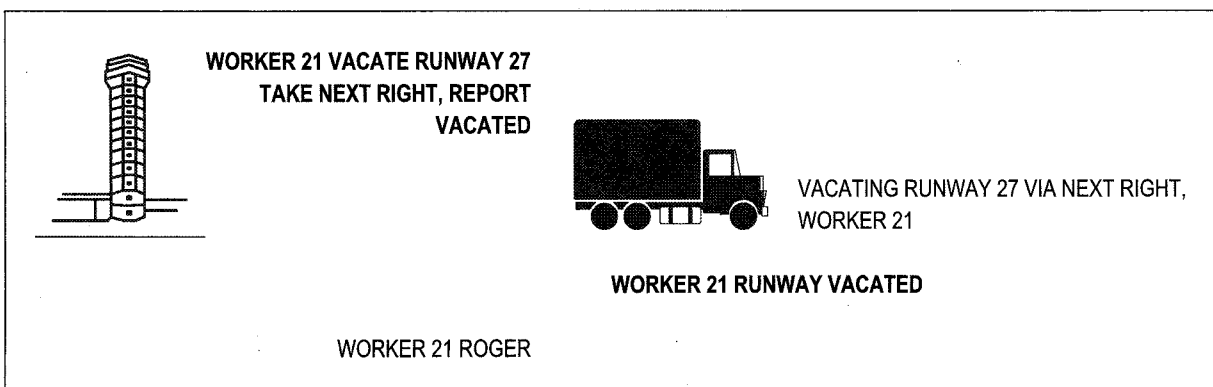 WORKER 21 VACATE RUNWAY 27
TAKE NEXT RIGHT, REPORT
VACATED
VACATING RUNWAY 27 VIA NEXT RIGHT,
WORKER 21
WORKER 21 RUNWAY VACATED
WORKER 21 ROGER